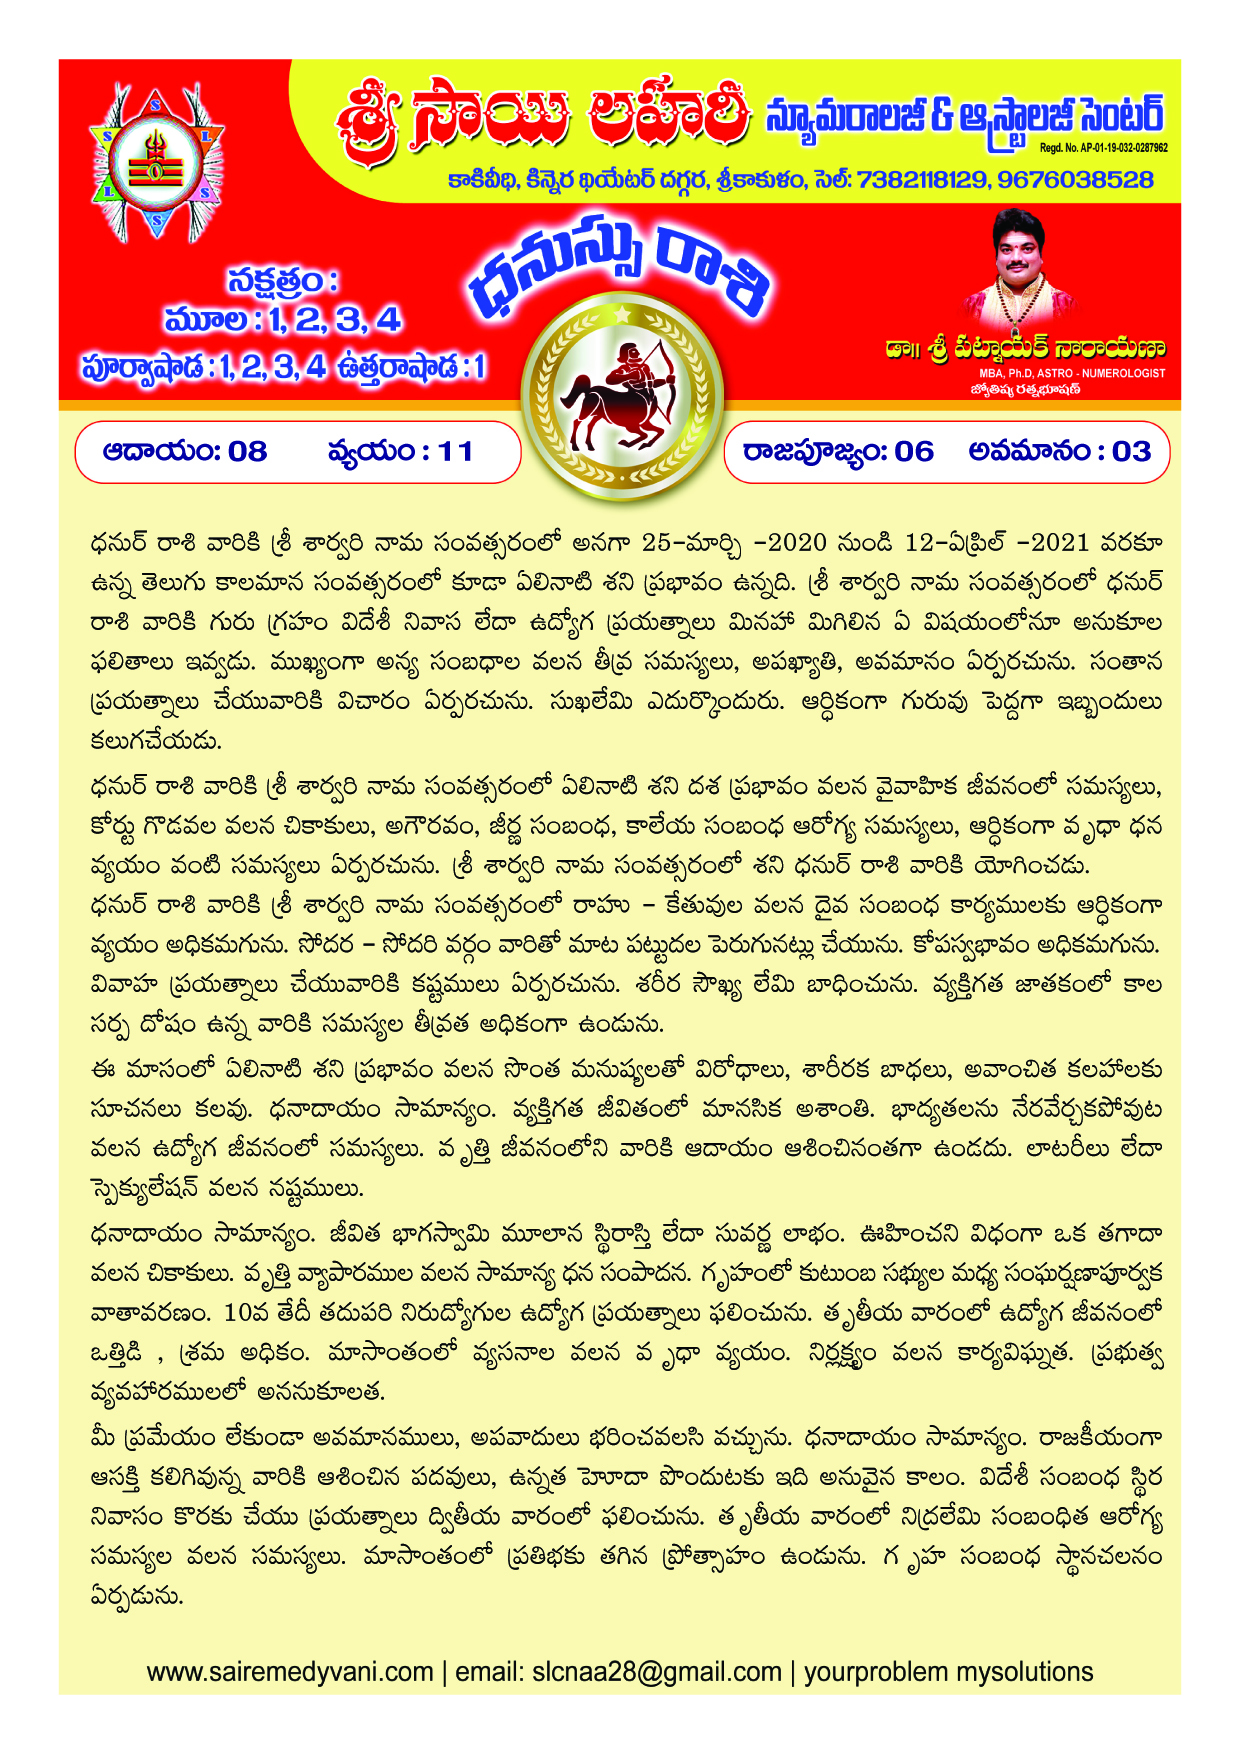 శ్రీ సాయి లహరి న్యూమరాలజీ & ఆస్ట్రాలజీ సెంటర్
Regd. No. AP-01-19-032-0287962
కాకివీధి, కిన్నెర థియేటర్ దగ్గర, శ్రీకాకుళం, సెల్: 7382118129, 9676038528
S
S
L
L
S
S
ధనుస్సు రాశి
నక్షత్రం :
మూల : 1, 2, 3, 4
పూర్వాషాడ : 1, 2, 3, 4 ఉత్తరాషాడ : 1
డా॥ శ్రీ పట్నాయక్ నారాయణా
MBA, Ph.D, ASTRO - NUMEROLOGIST
జ్యోతిష్య రత్నభూషణ్
ఆదాయం: 08 వ్యయం : 11 రాజపూజ్యం: 06 అవమానం : 03
ధనుర్ రాశి వారికి శ్రీ శార్వరి నామ సంవత్సరంలో అనగా 25-మార్చి -2020 నుండి 12-ఏప్రిల్ -2021 వరకూ
ఉన్న తెలుగు కాలమాన సంవత్సరంలో కూడా ఏలినాటి శని ప్రభావం ఉన్నది. శ్రీ శార్వరి నామ సంవత్సరంలో ధనుర్
రాశి వారికి గురు గ్రహం విదేశీ నివాస లేదా ఉద్యోగ ప్రయత్నాలు మినహా మిగిలిన ఏ విషయంలోనూ అనుకూల
ఫలితాలు ఇవ్వడు. ముఖ్యంగా అన్య సంబధాల వలన తీవ్ర సమస్యలు, అపఖ్యాతి, అవమానం ఏర్పరచును. సంతాన
ప్రయత్నాలు చేయువారికి విచారం ఏర్పరచును. సుఖలేమి ఎదుర్కొందురు. ఆర్ధికంగా గురువు పెద్దగా ఇబ్బందులు
కలుగచేయడు.
ధనుర్ రాశి వారికి శ్రీ శార్వరి నామ సంవత్సరంలో ఏలినాటి శని దశ ప్రభావం వలన వైవాహిక జీవనంలో సమస్యలు,
కోర్టు గొడవల వలన చికాకులు, అగౌరవం, జీర్ణ సంబంధ, కాలేయ సంబంధ ఆరోగ్య సమస్యలు, ఆర్ధికంగా వృధా ధన
వ్యయం వంటి సమస్యలు ఏర్పరచును. శ్రీ శార్వరి నామ సంవత్సరంలో శని ధనుర్ రాశి వారికి యోగించడు.
ధనుర్ రాశి వారికి శ్రీ శార్వరి నామ సంవత్సరంలో రాహు - కేతువుల వలన దైవ సంబంధ కార్యములకు ఆర్ధికంగా
వ్యయం అధికమగును. సోదర - సోదరి వర్గం వారితో మాట పట్టుదల పెరుగునట్లు చేయును. కోపస్వభావం అధికమగును.
వివాహ ప్రయత్నాలు చేయువారికి కష్టములు ఏర్పరచును. శరీర సౌఖ్య లేమి బాధించును. వ్యక్తిగత జాతకంలో కాల
సర్ప దోషం ఉన్న వారికి సమస్యల తీవ్రత అధికంగా ఉండును.
ఈ మాసంలో ఏలినాటి శని ప్రభావం వలన సొంత మనుష్యలతో విరోధాలు, శారీరక బాధలు, అవాంచిత కలహాలకు
సూచనలు కలవు. ధనాదాయం సామాన్యం. వ్యక్తిగత జీవితంలో మానసిక అశాంతి. భాద్యతలను నేరవేర్చకపోవుట
వలన ఉద్యోగ జీవనంలో సమస్యలు. వృత్తి జీవనంలోని వారికి ఆదాయం ఆశించినంతగా ఉండదు. లాటరీలు లేదా
స్పెక్యులేషన్ వలన నష్టములు.
ధనాదాయం సామాన్యం. జీవిత భాగస్వామి మూలాన స్థిరాస్తి లేదా సువర్ణ లాభం. ఊహించని విధంగా ఒక తగాదా
వలన చికాకులు. వృత్తి వ్యాపారముల వలన సామాన్య ధన సంపాదన. గృహంలో కుటుంబ సభ్యుల మధ్య సంఘర్షణాపూర్వక
వాతావరణం. 10వ తేదీ తదుపరి నిరుద్యోగుల ఉద్యోగ ప్రయత్నాలు ఫలించును. తృతీయ వారంలో ఉద్యోగ జీవనంలో
ఒత్తిడి , శ్రమ అధికం. మాసాంతంలో వ్యసనాల వలన వృధా వ్యయం. నిర్లక్ష్యం వలన కార్యవిఘ్నత. ప్రభుత్వ
వ్యవహారములలో అననుకూలత.
మీ ప్రమేయం లేకుండా అవమానములు, అపవాదులు భరించవలసి వచ్చును. ధనాదాయం సామాన్యం. రాజకీయంగా
ఆసక్తి కలిగివున్న వారికి ఆశించిన పదవులు, ఉన్నత హెూదా పొందుటకు ఇది అనువైన కాలం. విదేశీ సంబంధ స్థిర
నివాసం కొరకు చేయు ప్రయత్నాలు ద్వితీయ వారంలో ఫలించును. తృతీయ వారంలో నిద్రలేమి సంబంధిత ఆరోగ్య
సమస్యల వలన సమస్యలు. మాసాంతంలో ప్రతిభకు తగిన ప్రోత్సాహం ఉండును. గృహ సంబంధ స్థానచలనం
ఏర్పడును.
www.sairemedyvani.com | email: slcnaa28@gmail.com | yourproblem mysolutions